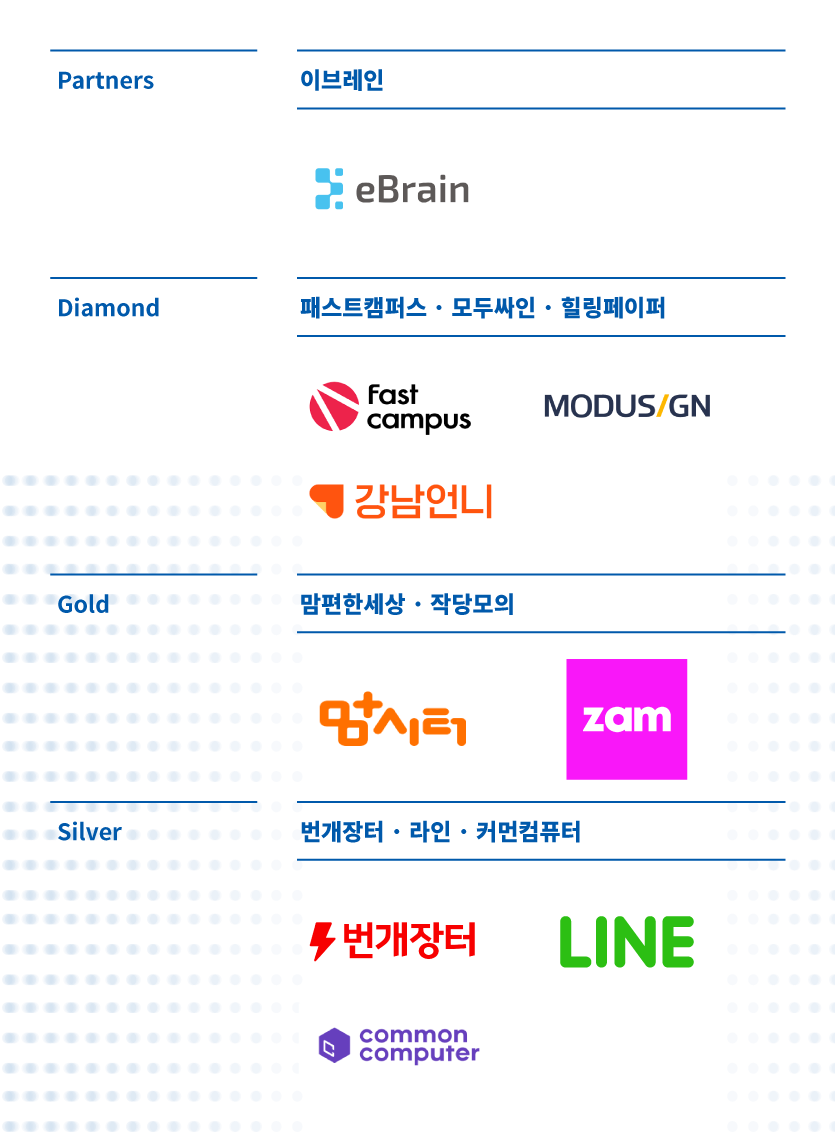 Partners
이브레인
eBrain
Diamond
패스트캠퍼스 · 모두싸인 · 힐링페이퍼
Fast campus
MODUSIGN
강남언니
Gold
맘편한세상 · 작당모의
맘시터
zam
Silver
번개장터 · 라인 · 커먼컴퓨터
번개장터
LINE
common
computer